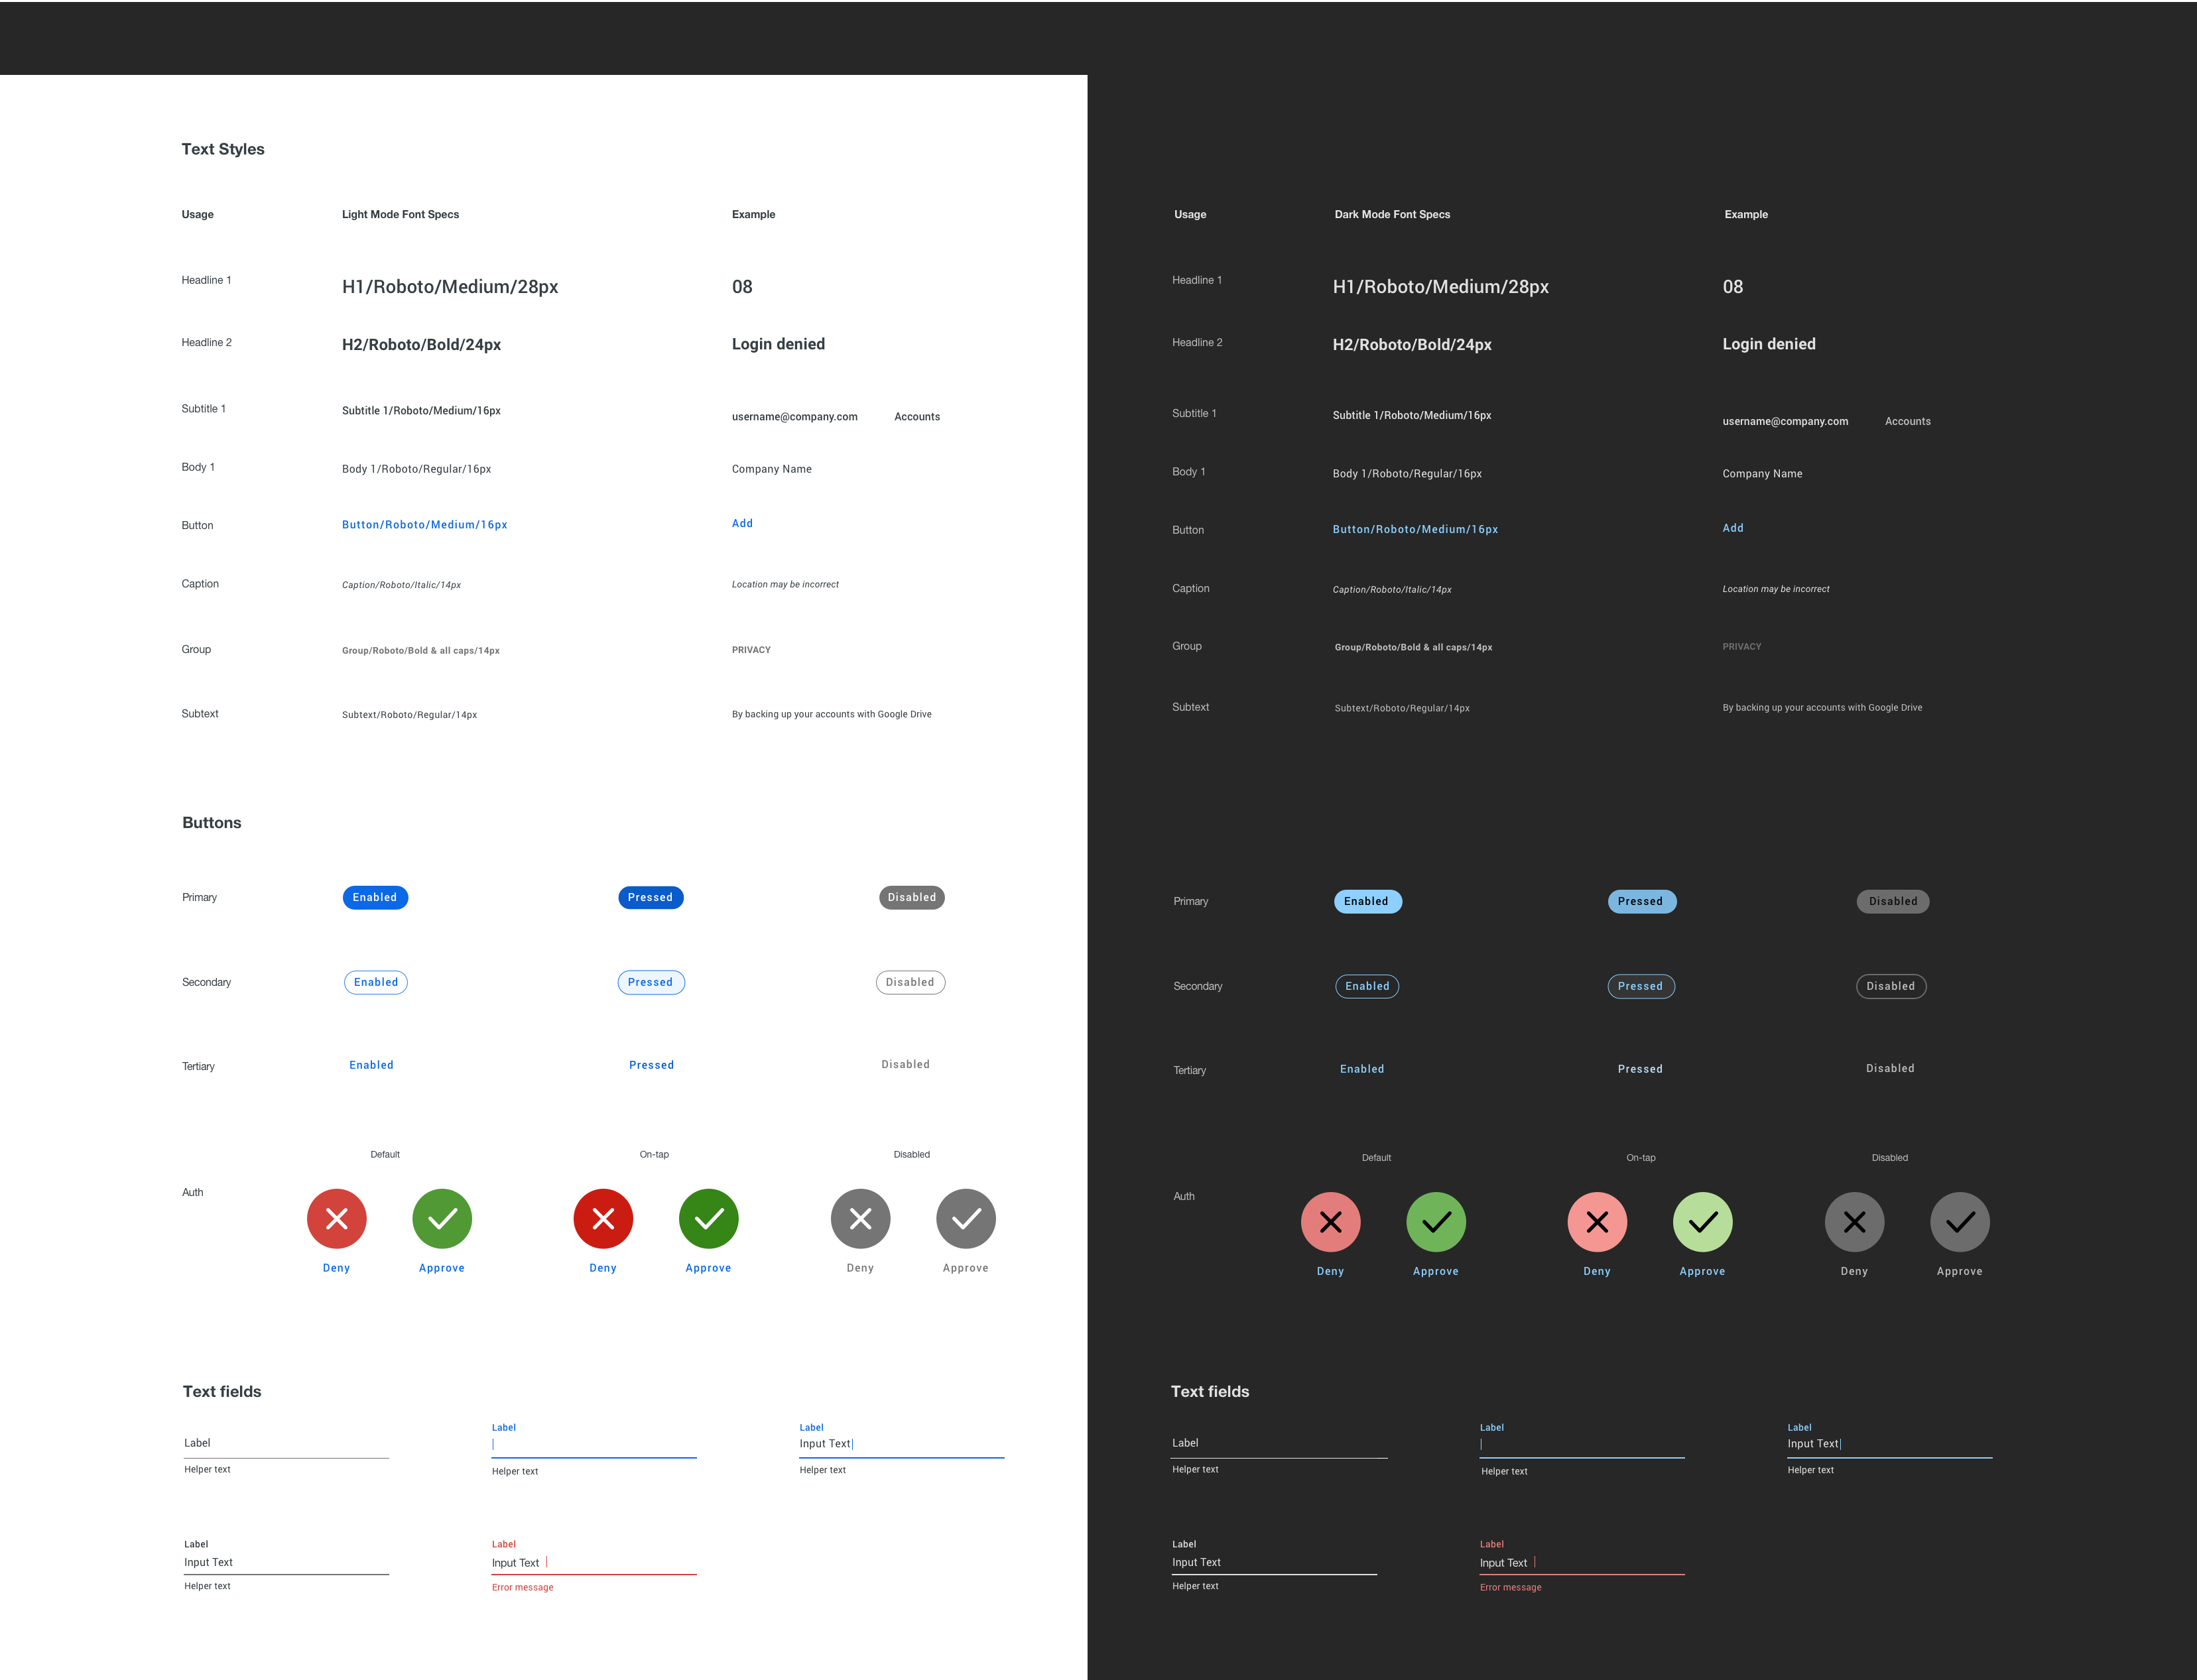 Text Styles
Usage Light Mode Font Specs Example
Headline 1 H1/Roboto/Medium/28px 08
Headline 2 H2/Roboto/Bold/24px Login denied
Subtitle 1 Subtitle 1/Roboto/Medium/16px username@company.com Accounts
Body 1 Body 1/Roboto/Regular/16px Company Name
Button Button/Roboto/Medium/16px Add
Caption Caption/Roboto/Italic/14px Location may be incorrect
Group Group/Roboto/Bold & all caps/14px PRIVACY
Subtext Subtext/Roboto/Regular/14px By backing up your accounts with Google Drive
Buttons
Primary Enabled Pressed Disabled
Secondary Enabled Pressed Disabled
Tertiary Enabled Pressed Disabled
Default On-tap Disabled
Auth
Deny Approve Deny Approve Deny Approve
Text fields
Label Label
Label Input Text
Helper text Helper text Helper text
Label Label
Input Text Input Text
Helper text Error message
Usage Dark Mode Font Specs Example
Headline 1 H1/Roboto/Medium/28px 08
Headline 2 H2/Roboto/Bold/24px Login denied
Subtitle 1 Subtitle 1/Roboto/Medium/16px username@company.com Accounts
Body 1 Body 1/Roboto/Regular/16px Company Name
Button Button/Roboto/Medium/16px Add
Caption Caption/Roboto/Italic/14px Location may be incorrect
Group Group/Roboto/Bold & all caps/14px PRIVACY
Subtext Subtext/Roboto/Regular/14px By backing up your accounts with Google Drive
Primary Enabled Pressed Disabled
Secondary Enabled Pressed Disabled
Tertiary Enabled Pressed Disabled
Default On-tap Disabled
Auth
Deny Approve Deny Approve Deny Approve
Text fields
Label Label
Label Input Text
Helper text Helper text Helper text
Label Label
Input Text Input Text
Helper text Error message